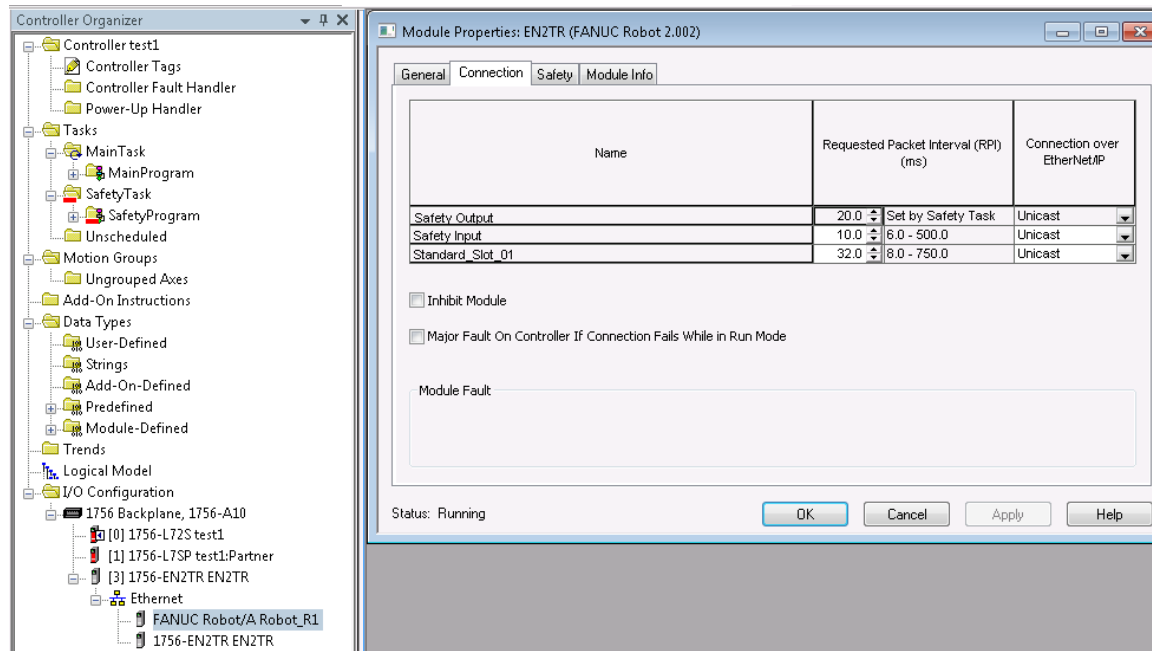 Controller Organizer
Controller test1
Controller Tags
Controller Fault Handler
Power-Up Handler
Tasks
MainTask
MainProgram
SafetyTask
SafetyProgram
Unscheduled
Motion Groups
Ungrouped Axes
Add-On Instructions
Data Types
User-Defined
Strings
Add-On-Defined
Predefined
Module-Defined
Trends
Logical Model
I/O Configuration
1756 Backplane, 1756-A10
[0] 1756-L72S test1
[1] 1756-L7SP test1:Partner
[3] 1756-EN2TR EN2TR
Ethernet
FANUC Robot/A Robot_R1
1756-EN2TR EN2TR
Module Properties: EN2TR (FANUC Robot 2.002)
General Connection Safety Module Info
Name
Requested Packet Interval (RPI)
(ms)
Connection over
EtherNet/IP
Safety Output 20.0 Set by Safety Task Unicast
Safety Input 10.0 6.0 - 500.0 Unicast
Standard_Slot_01 32.0 8.0 - 750.0 Unicast
Inhibit Module
Major Fault On Controller If Connection Fails While in Run Mode
Module Fault
Status: Running
OK Cancel Apply Help